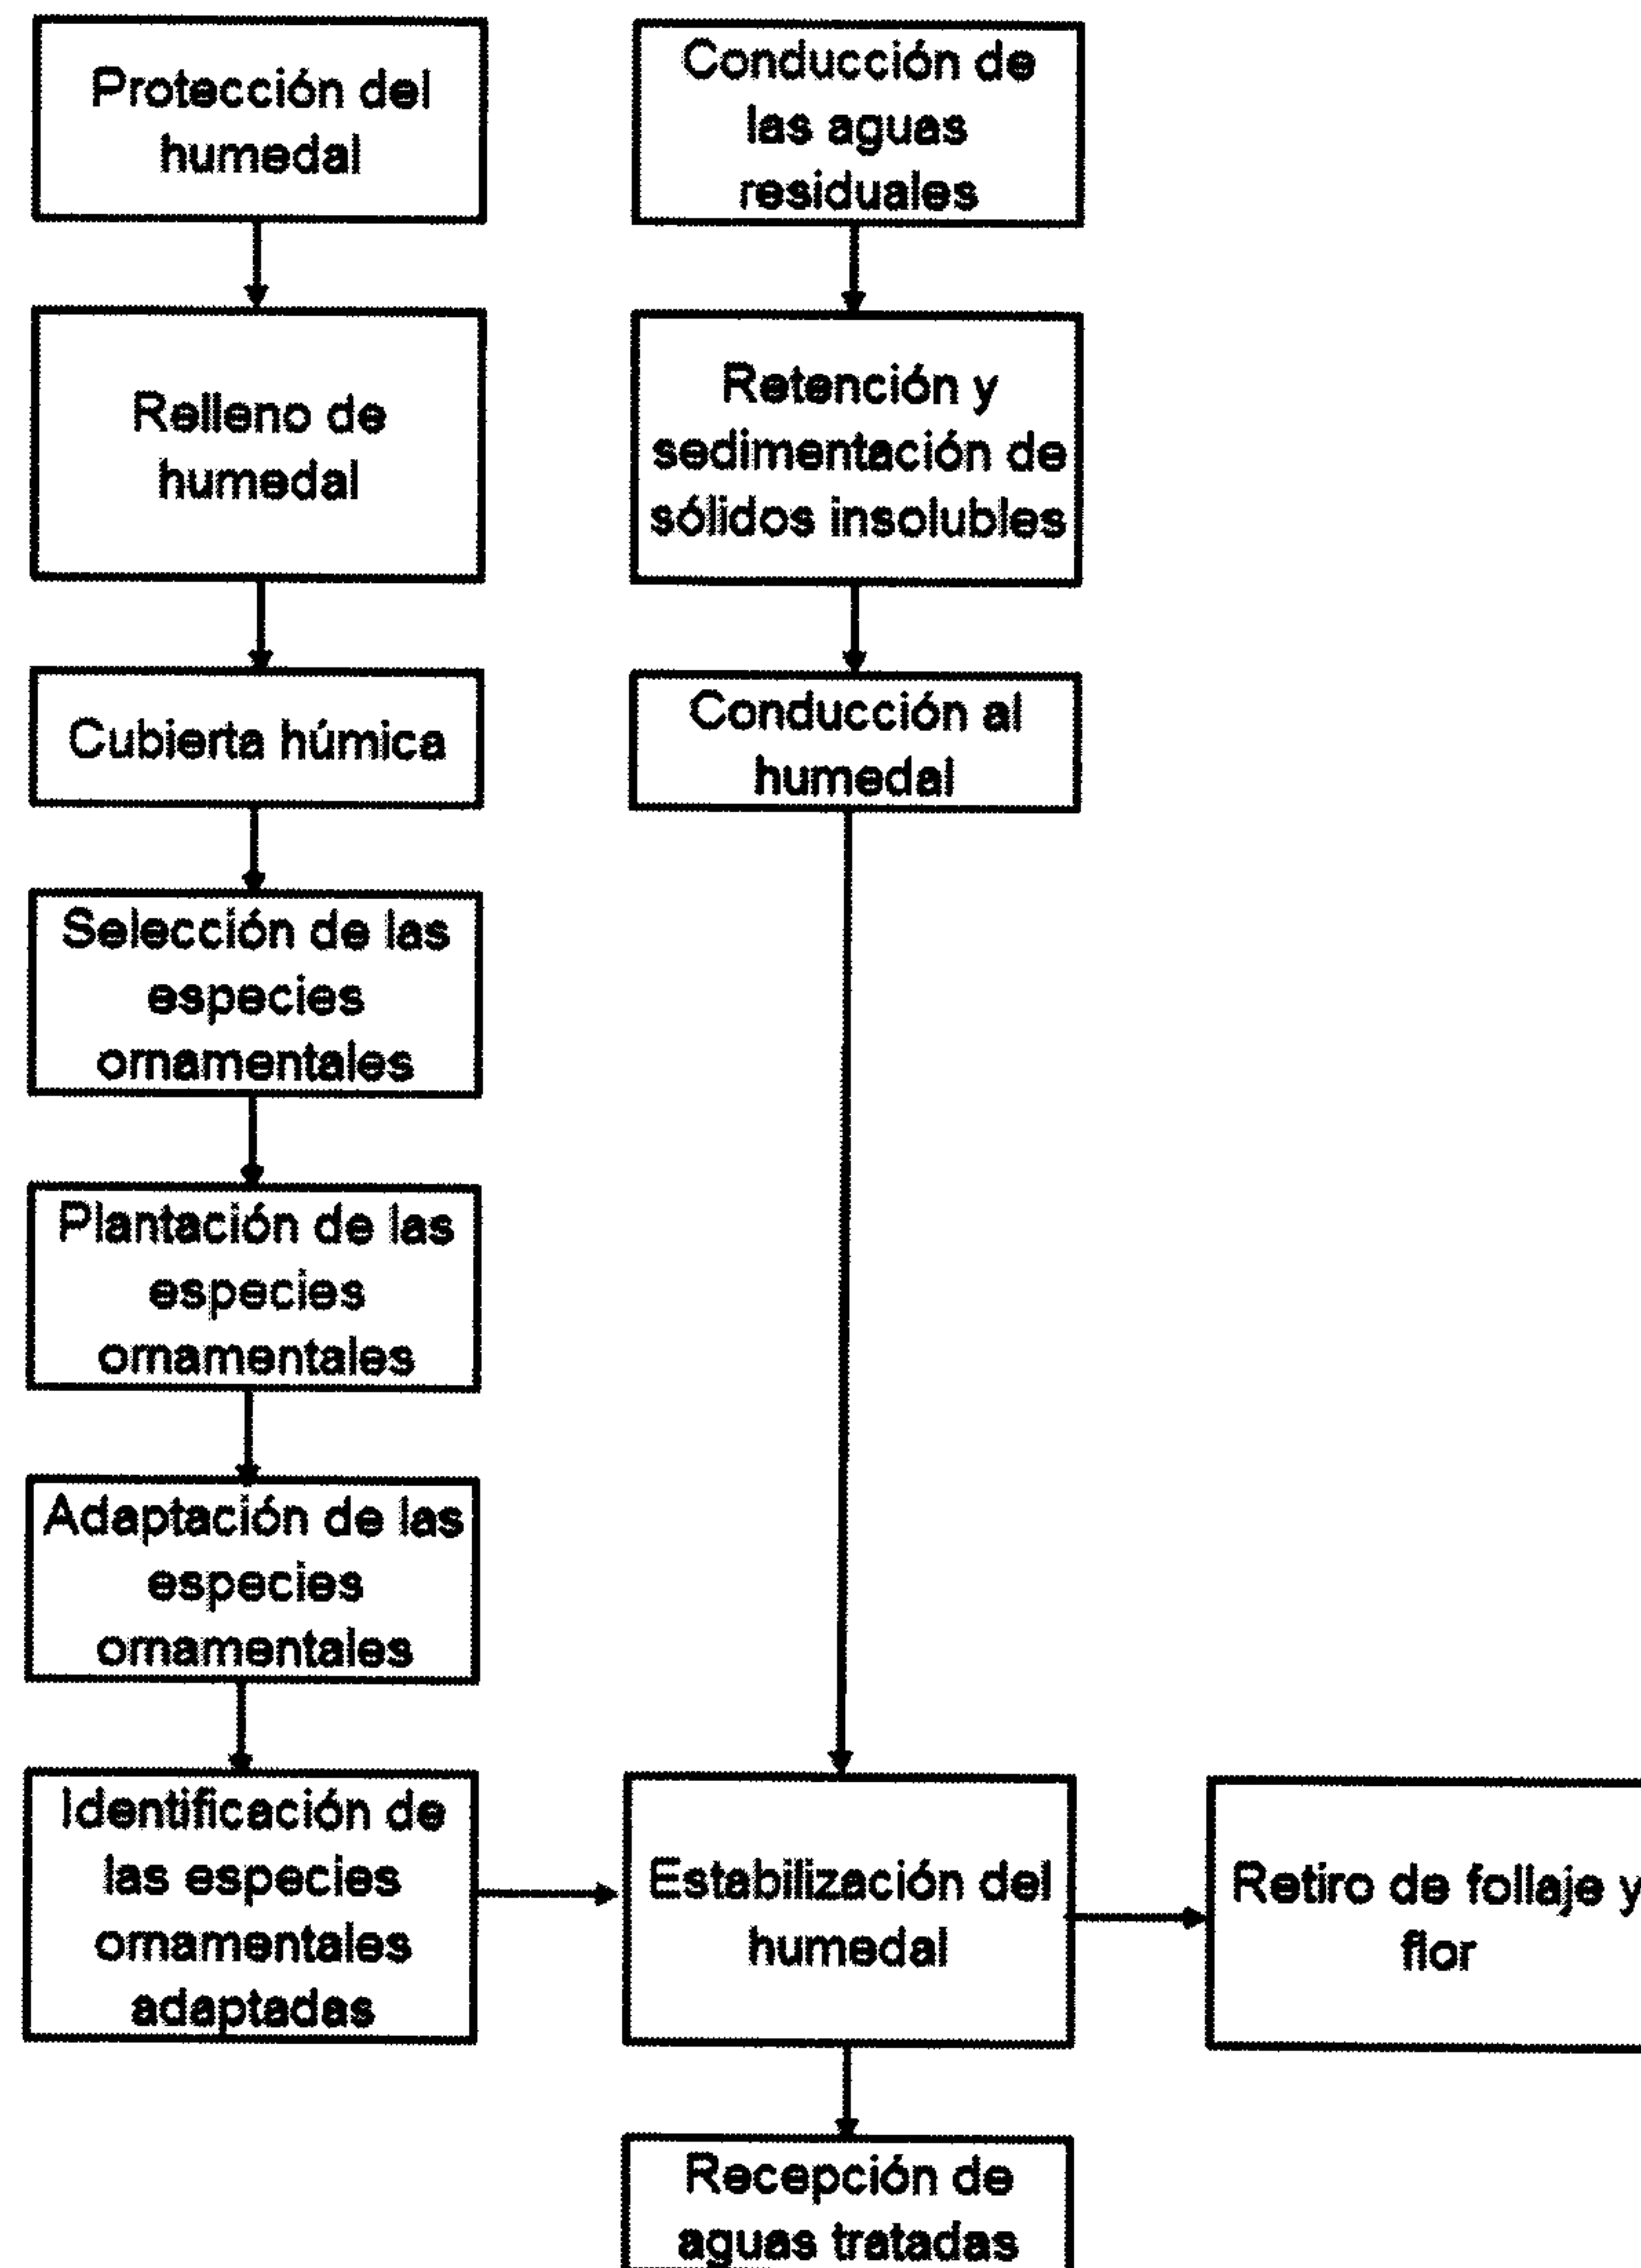 Protección del
humedal
Relleno de
humedal
Cubierta húmica
Selección de las
especies
ornamentales
Plantación de las
especies
ornamentales
Adaptación de las
especies
ornamentales
Identificación de
las especies
ornamentales
adaptadas
Conducción de
las aguas
residuales
Retención y
sedimentación de
sólidos insolubles
Conducción al
humedal
Estabilización del
humedal
Recepción de
aguas tratadas
Retiro de follaje y
flor